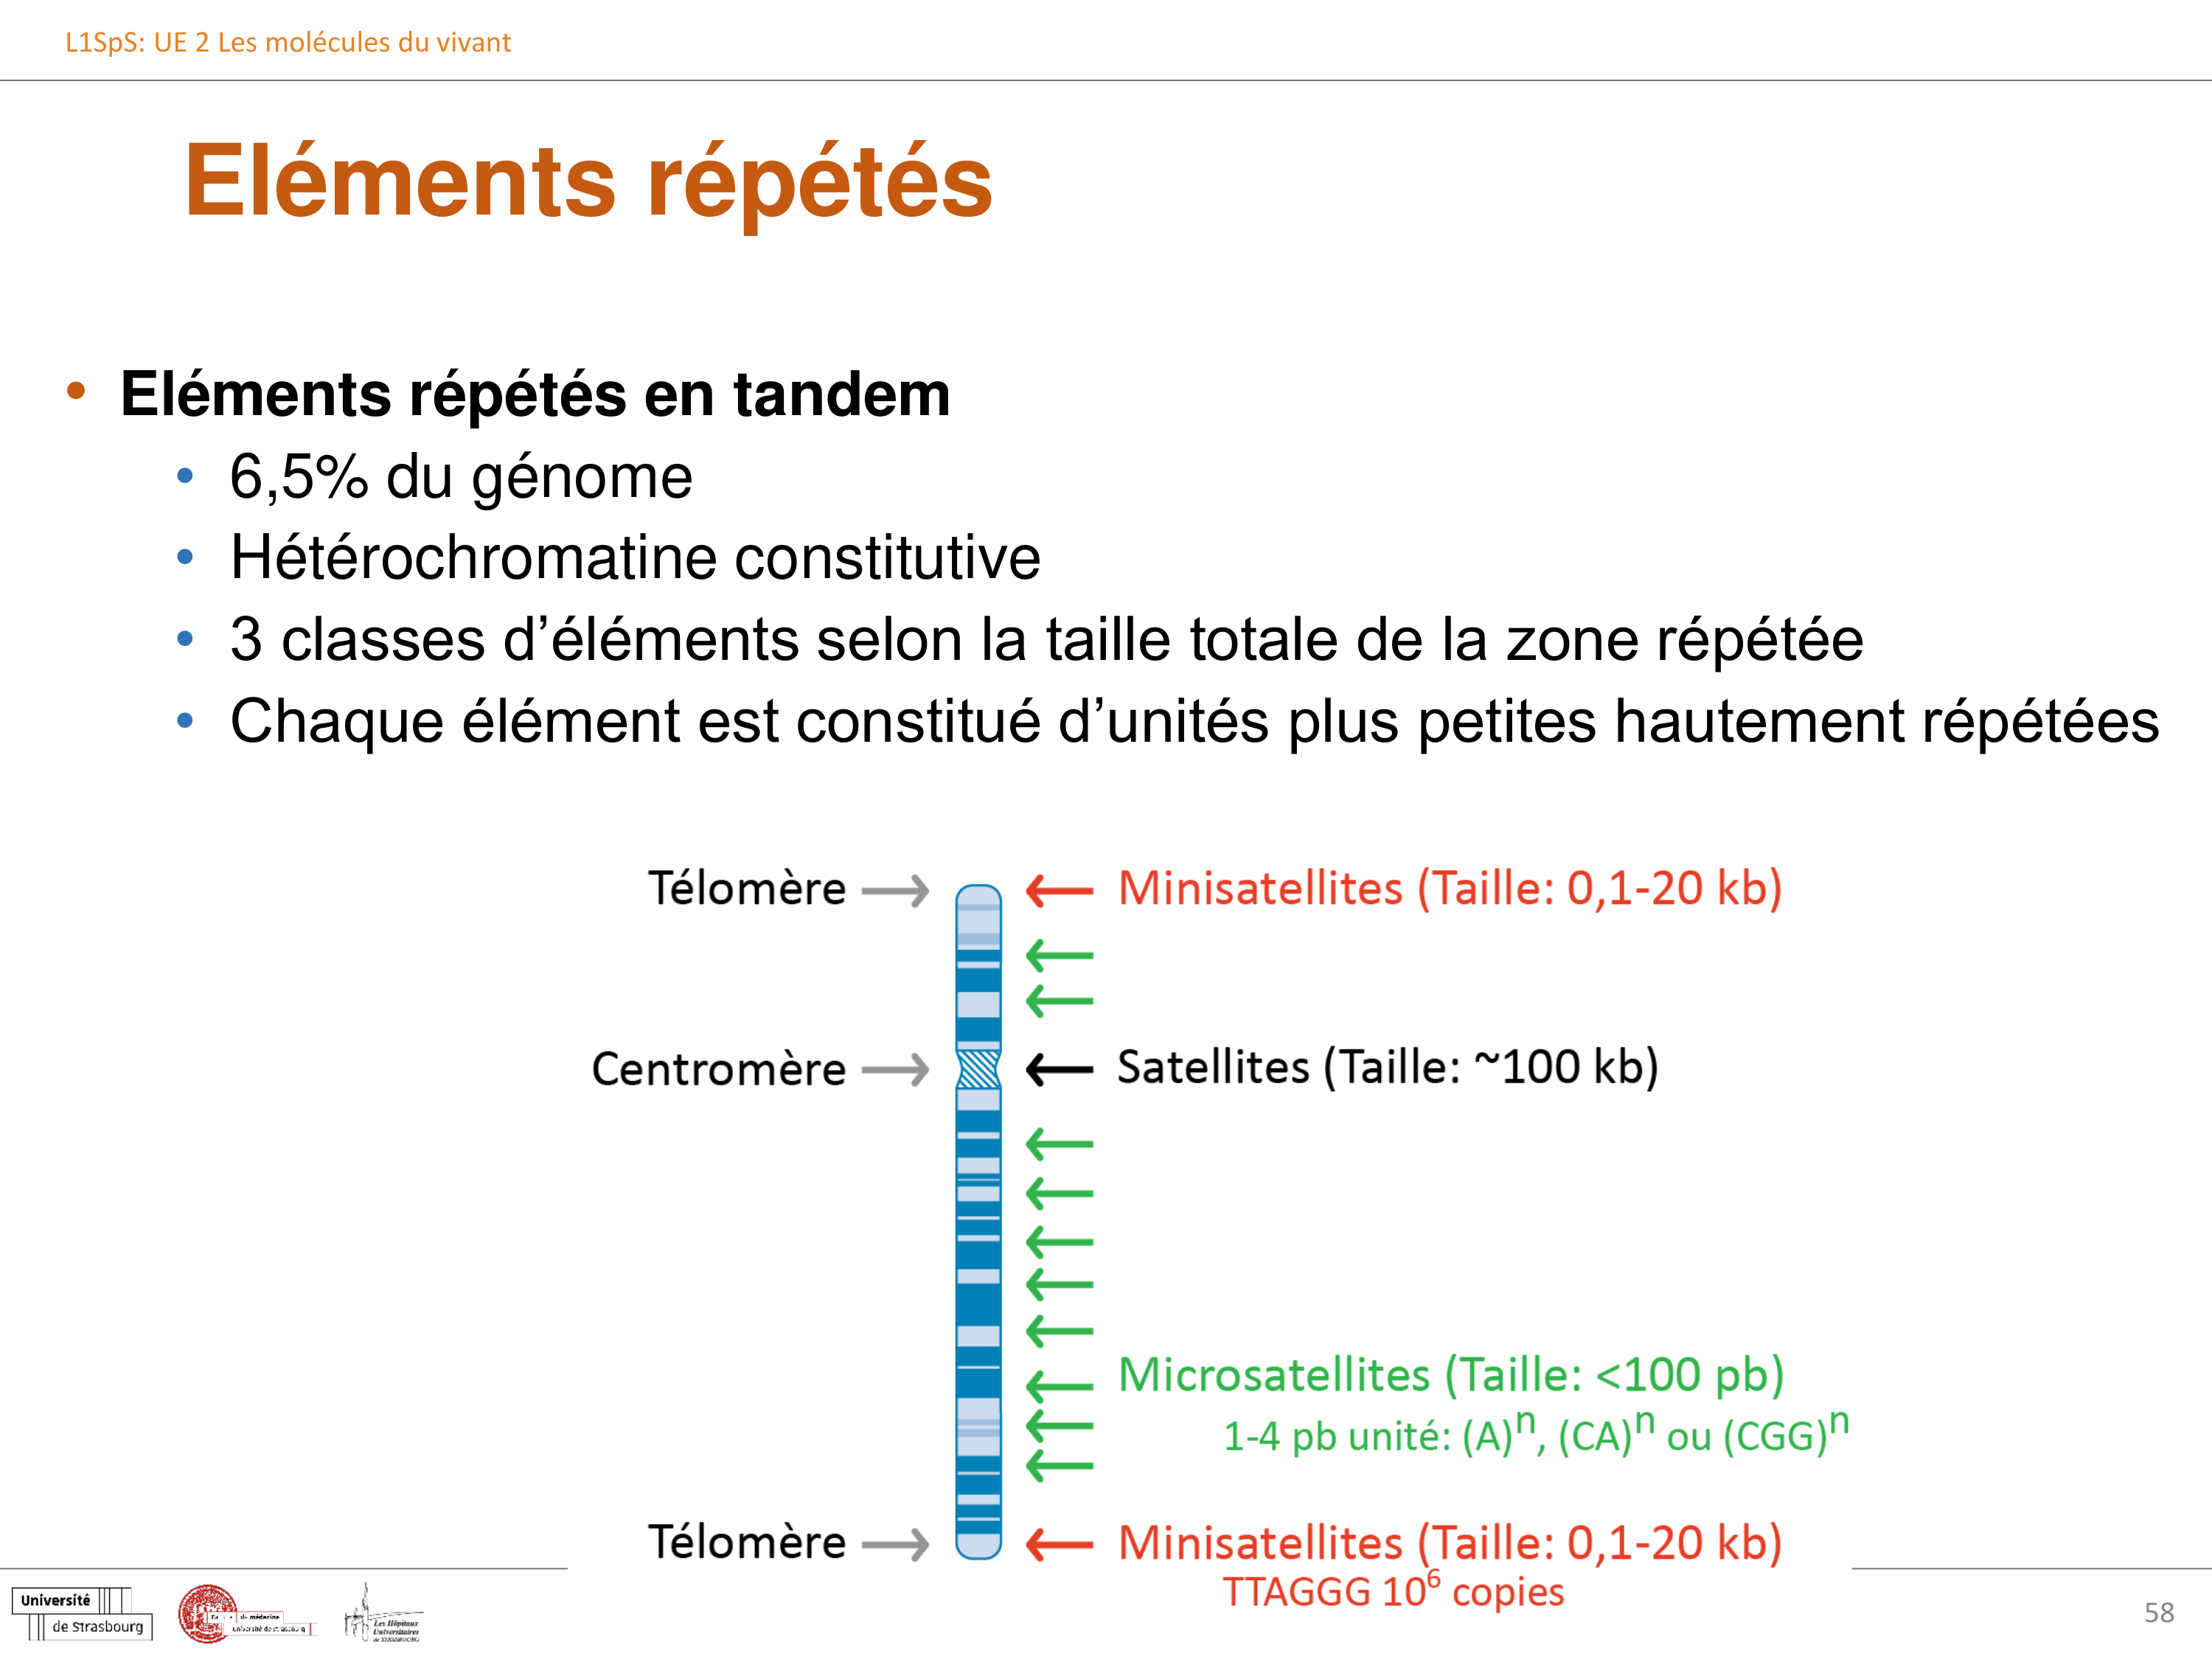 L1SpS: UE 2 Les molécules du vivant
Eléments répétés
• Eléments répétés en tandem
• 6,5% du génome
• Hétérochromatine constitutive
• 3 classes d’éléments selon la taille totale de la zone répétée
• Chaque élément est constitué d’unités plus petites hautement répétées
Télomère → ← Minisatellites (Taille: 0,1-20 kb)
Centromère → ← Satellites (Taille: ~100 kb)
Microsatellites (Taille: <100 pb)
1-4 pb unité: (A)ⁿ, (CA)ⁿ ou (CGG)ⁿ
Télomère → ← Minisatellites (Taille: 0,1-20 kb)
TTAGGG 10⁶ copies
Université
de Strasbourg
de médecine
Université de Strasbourg
Les Hôpitaux
Universitaires
de STRASBOURG
58